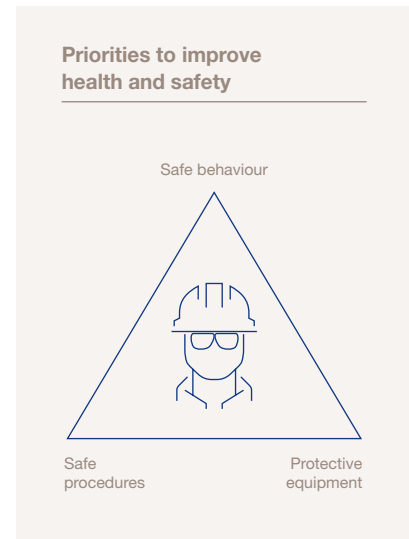 Priorities to improve
health and safety
Safe behaviour
Safe
procedures
Protective
equipment